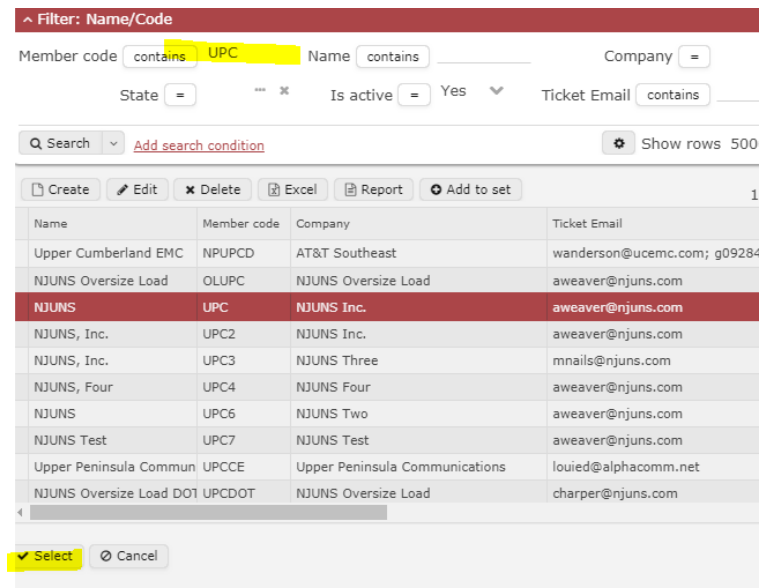 Filter: Name/Code
Member code contains UPC Name contains Company =
State = Is active = Yes Ticket Email contains
Search Add search condition Show rows 500
Create Edit Delete Excel Report Add to set 1
Name Member code Company Ticket Email
Upper Cumberland EMC NPUPCD AT&T Southeast wanderson@ucemc.com; g09284
NJUNS Oversize Load OLUPC NJUNS Oversize Load aweaver@njuns.com
NJUNS UPC NJUNS Inc. aweaver@njuns.com
NJUNS, Inc. UPC2 NJUNS Inc. aweaver@njuns.com
NJUNS, Inc. UPC3 NJUNS Three mnails@njuns.com
NJUNS, Four UPC4 NJUNS Four aweaver@njuns.com
NJUNS UPC6 NJUNS Two aweaver@njuns.com
NJUNS Test UPC7 NJUNS Test aweaver@njuns.com
Upper Peninsula Commun UPCCE Upper Peninsula Communications louied@alphacomm.net
NJUNS Oversize Load DOT UPCDOT NJUNS Oversize Load charper@njuns.com
Select Cancel